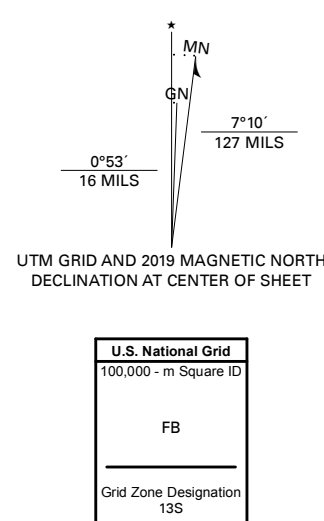 ★
MN
GN
7°10´
127 MILS
0°53´
16 MILS
UTM GRID AND 2019 MAGNETIC NORTH
DECLINATION AT CENTER OF SHEET
U.S. National Grid
100,000 - m Square ID
FB
Grid Zone Designation
13S